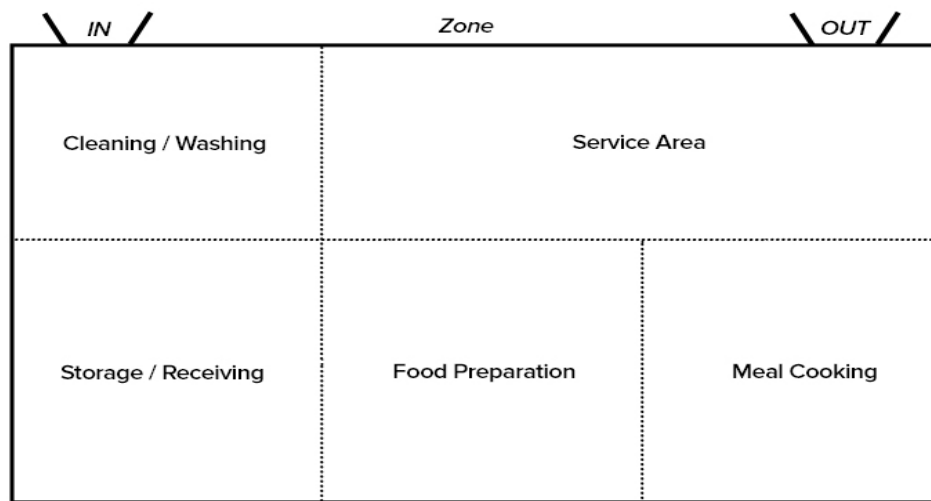 IN
Zone
OUT
Cleaning / Washing
Service Area
Storage / Receiving
Food Preparation
Meal Cooking